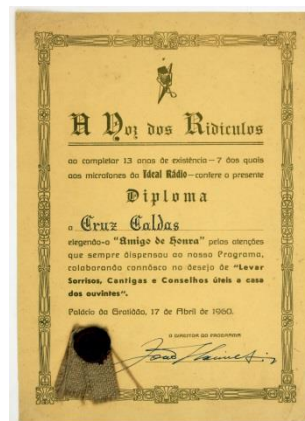 A Voz dos Ridiculos
ao completar 13 anos de existência — 7 dos quais
aos microfones do Ideal Rádio — confere o presente
Diploma
a Cruz Caldas
elegendo-o "Amigo de Honra" pelas atenções
que sempre dispensou ao nosso Programa,
colaborando connôsco no desejo de "Levar
Sorrisos, Cantigas e Conselhos úteis a casa
dos ouvintes".
Palácio da Gratidão, 17 de Abril de 1960.
O DIRECTOR DO PROGRAMA
João